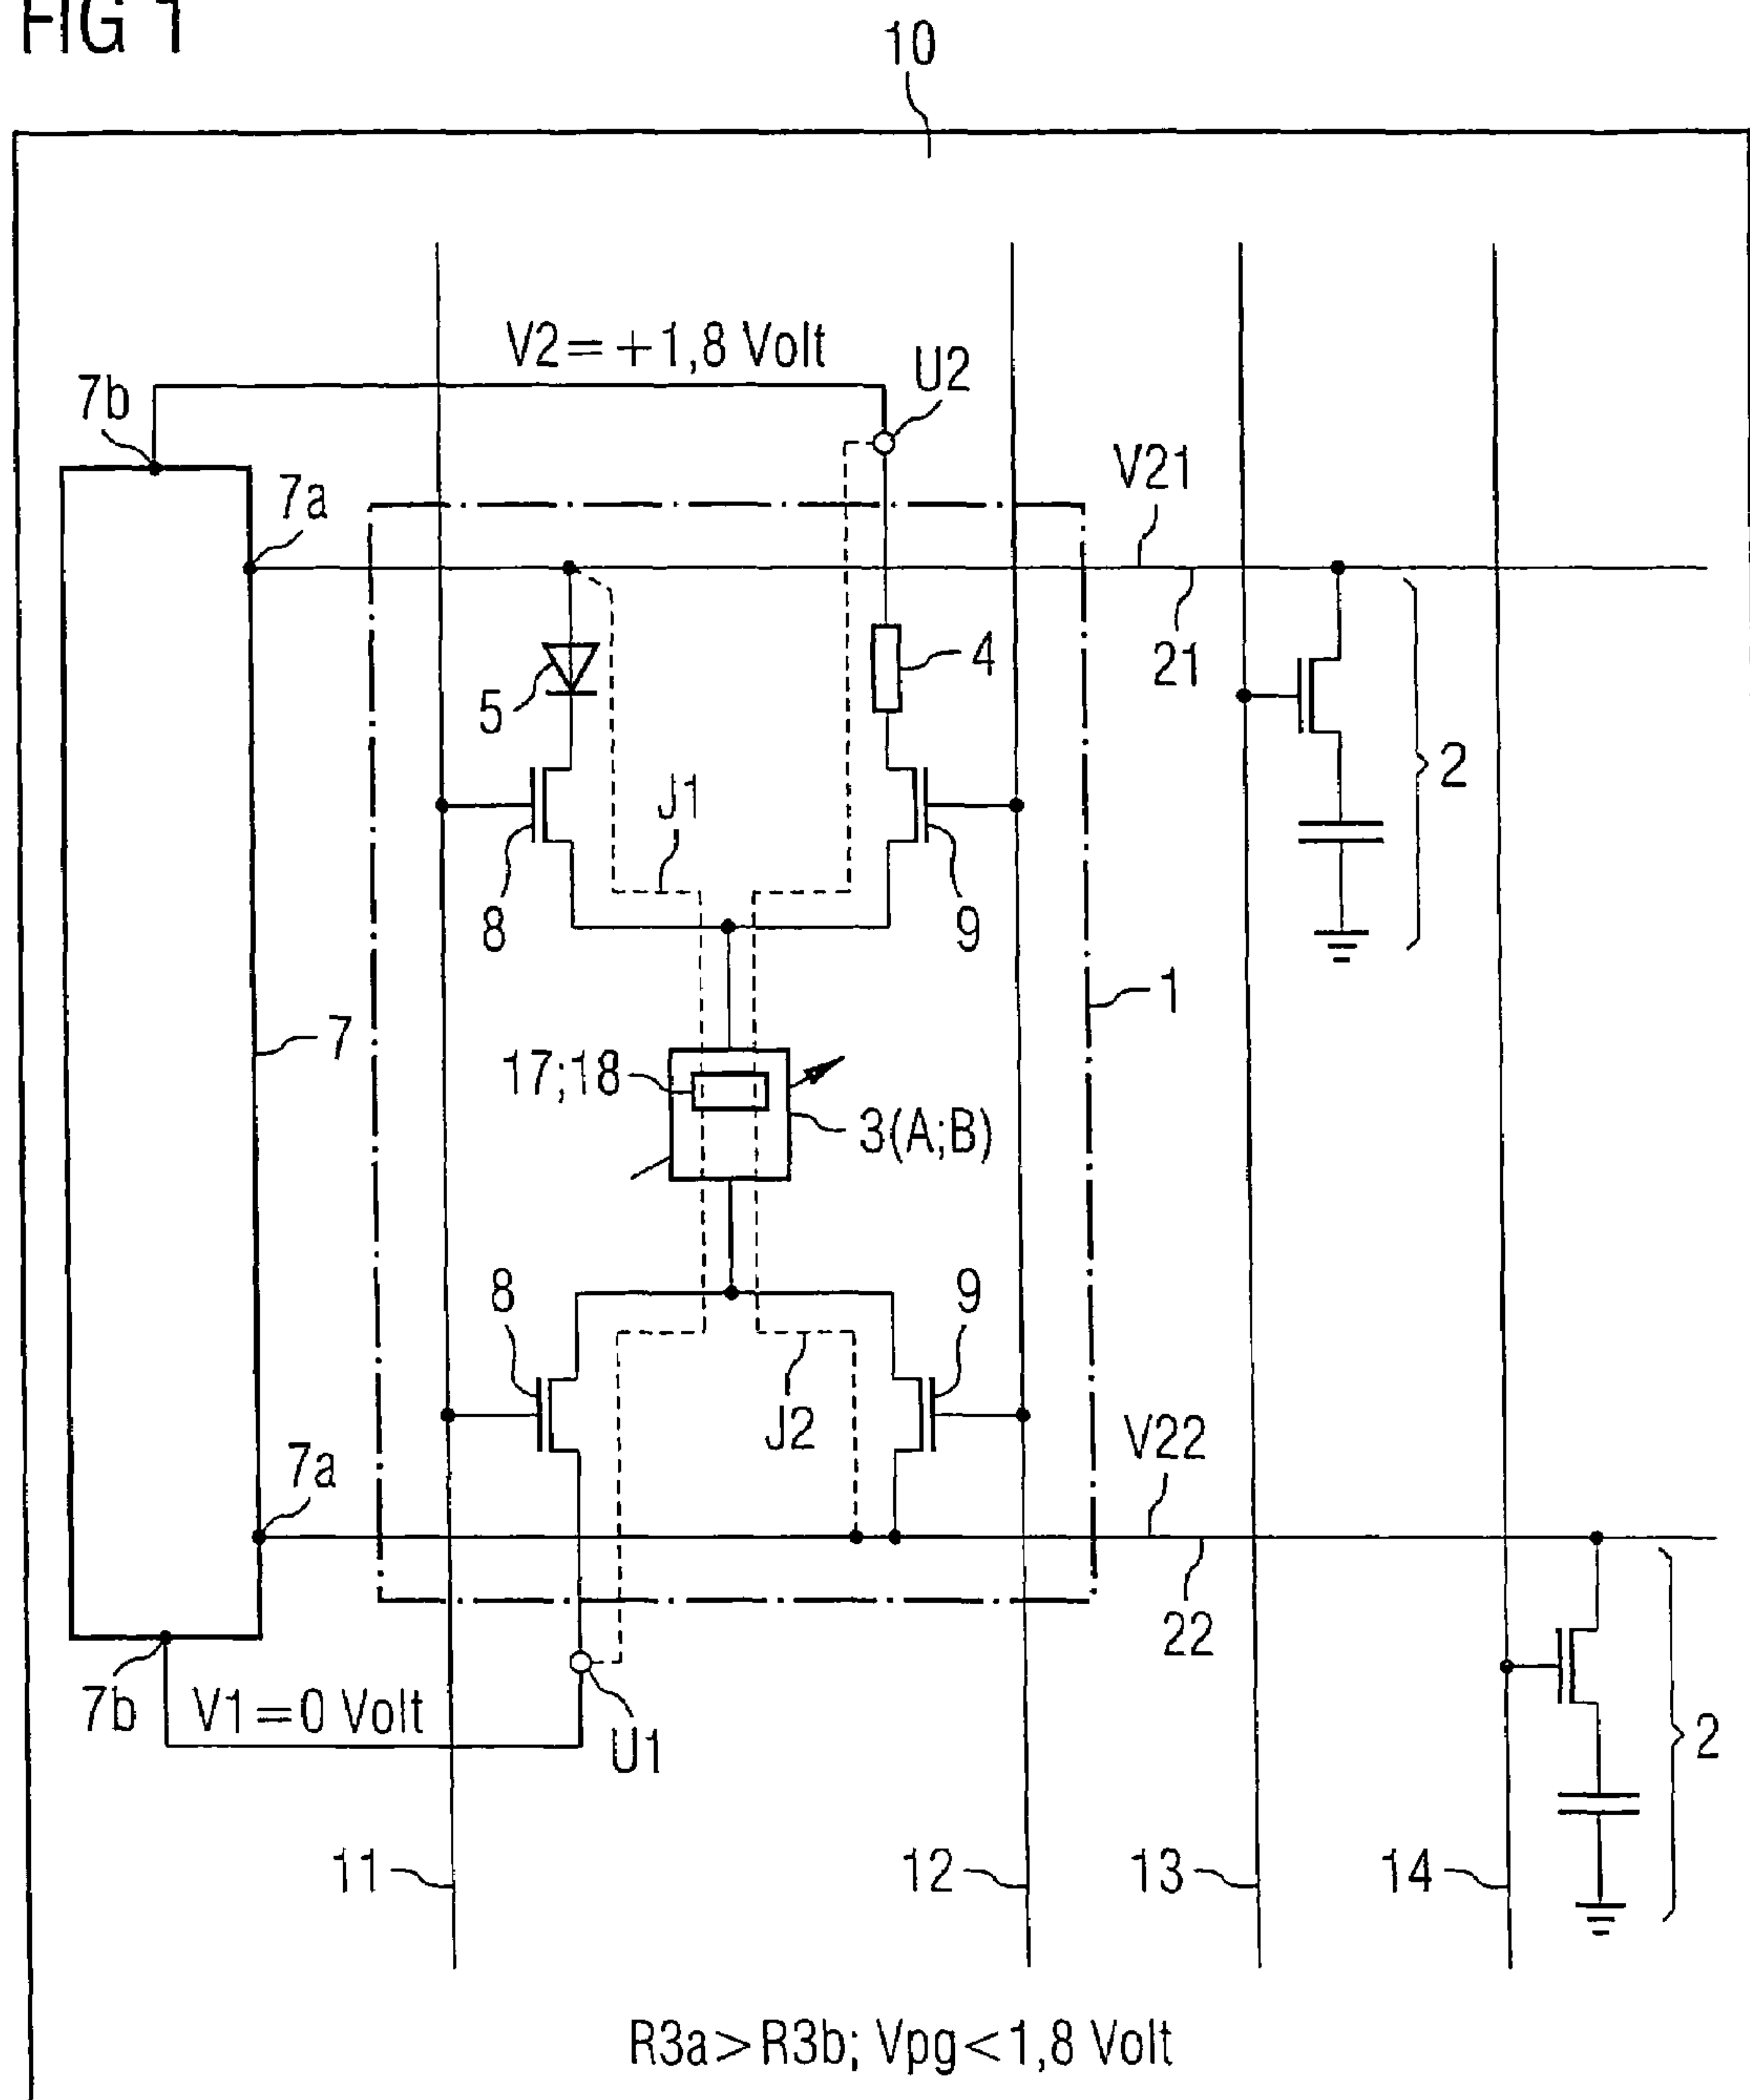 FIG 1
10
V2=+1,8 Volt
U2
7b
V21
7a
21
4
5
2
J1
8
9
1
7
17;18
3(A;B)
8
9
J2
V22
7a
22
7b
V1=0 Volt
U1
2
11
12
13
14
R3a>R3b; Vpg<1,8 Volt